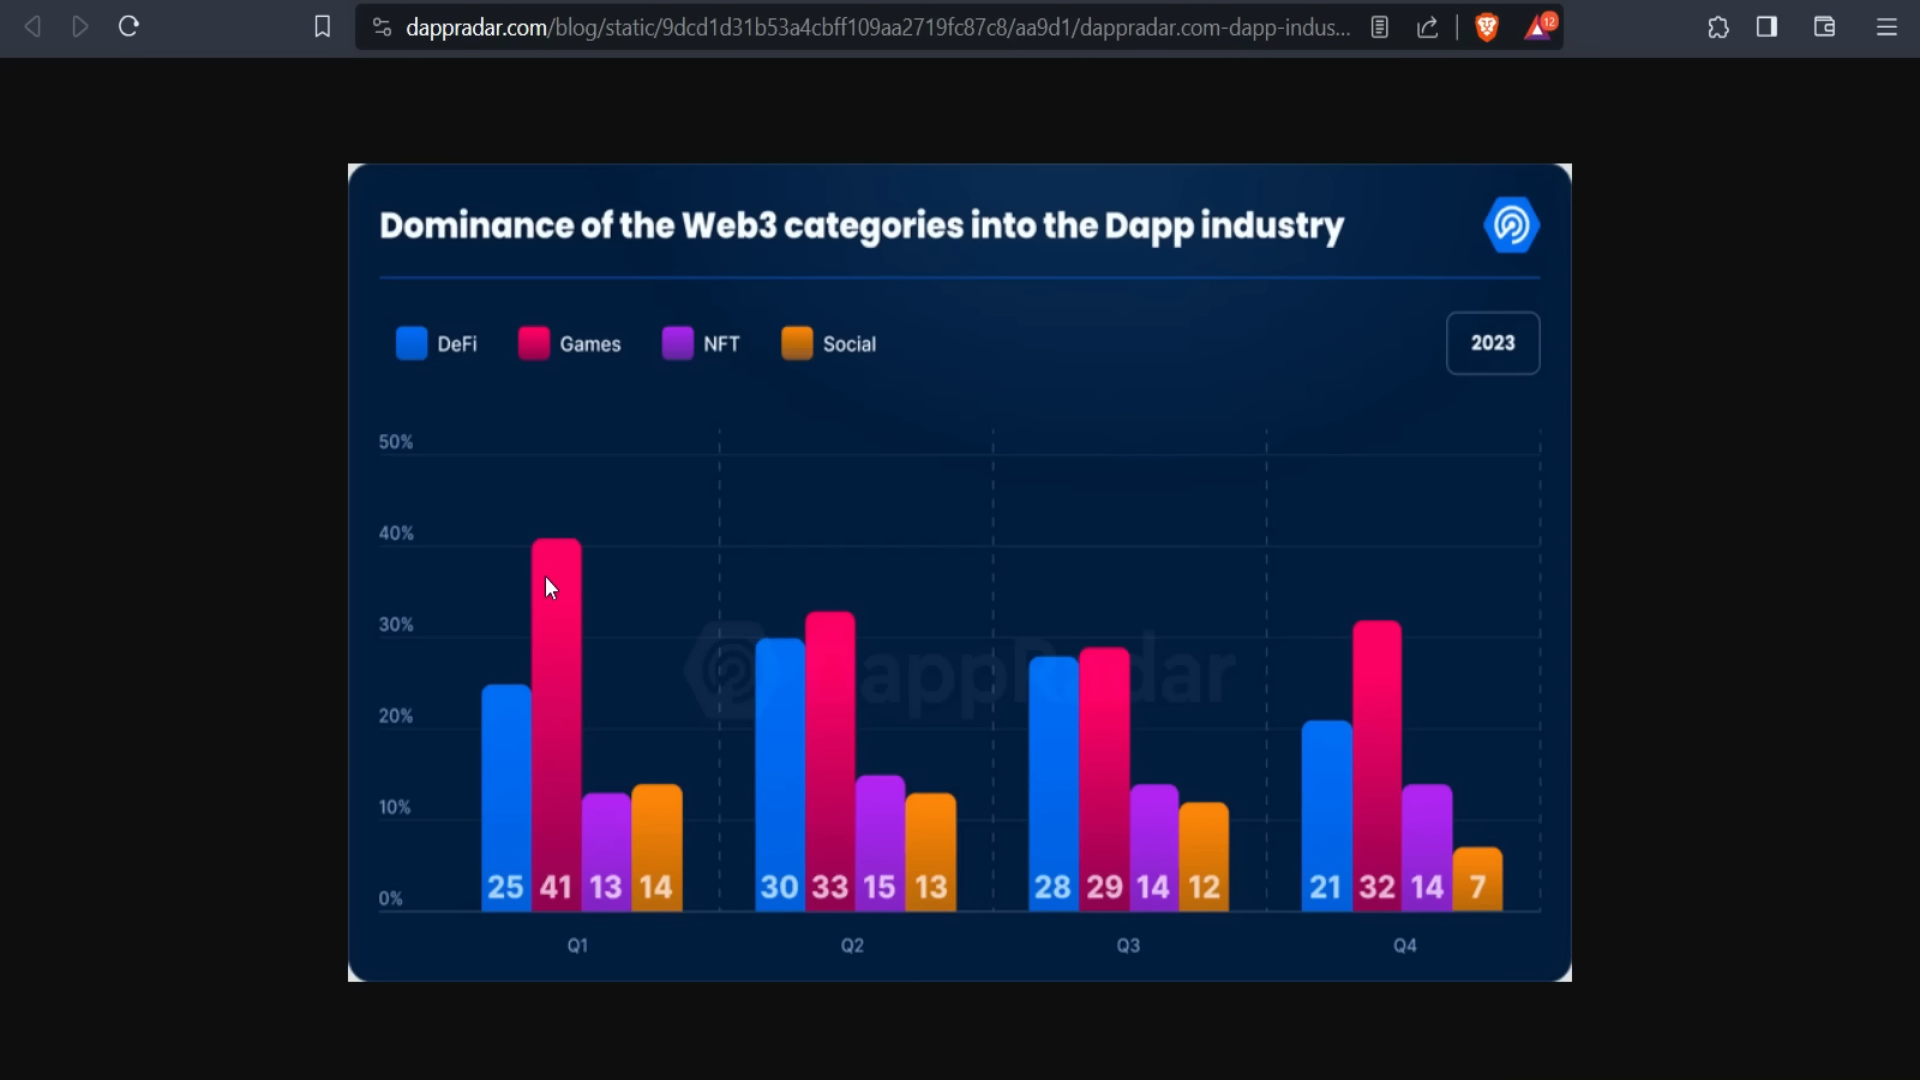 dappradar.com/blog/static/9dcd1d31b53a4cbff109aa2719fc87c8/aa9d1/dappradar.com-dapp-indus...
12
Dominance of the Web3 categories into the Dapp industry
DeFi Games NFT Social
2023
50%
40%
30%
DappRadar
20%
10%
0%
25 41 13 14 30 33 15 13 28 29 14 12 21 32 14 7
Q1 Q2 Q3 Q4